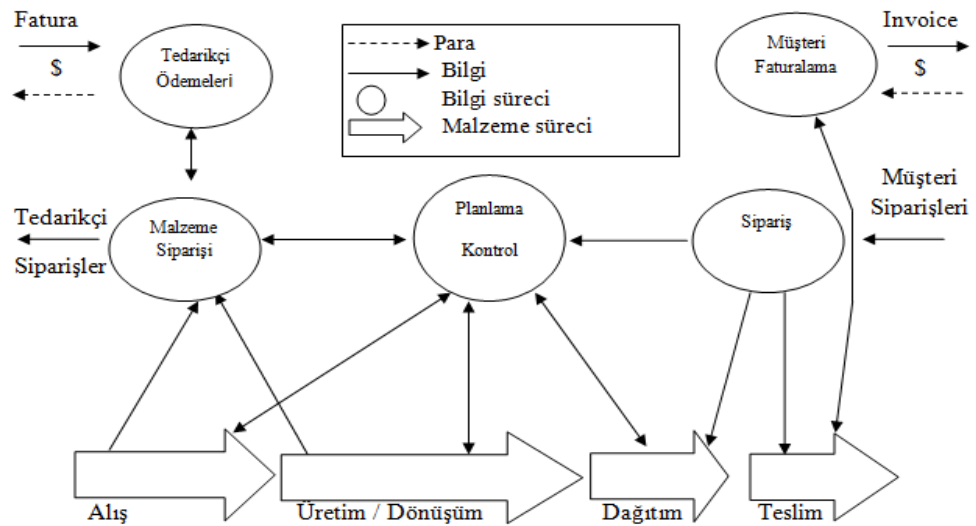 Fatura
$
Tedarikçi
Ödemeleri
Para
Bilgi
Bilgi süreci
Malzeme süreci
Müşteri
Faturalama
Invoice
$
Tedarikçi
Siparişler
Malzeme
Siparişi
Planlama
Kontrol
Sipariş
Müşteri
Siparişleri
Alış
Üretim / Dönüşüm
Dağıtım
Teslim